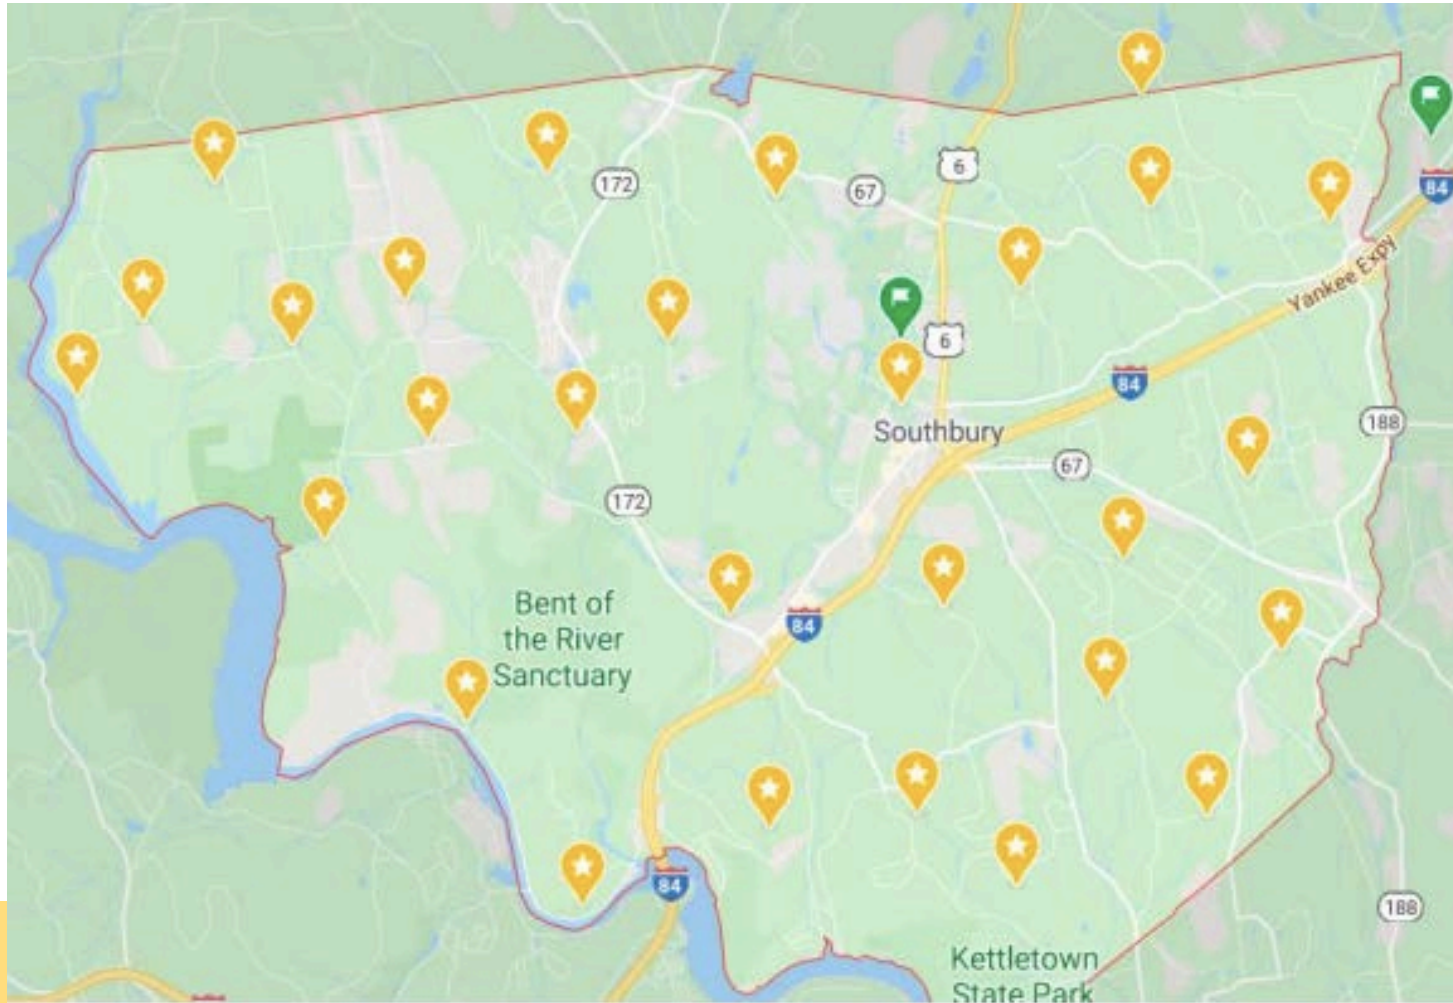 6
172
67
84
Yankee Expy
6
84
188
Southbury
67
172
Bent of
the River
Sanctuary
84
84
188
Kettletown
State Park